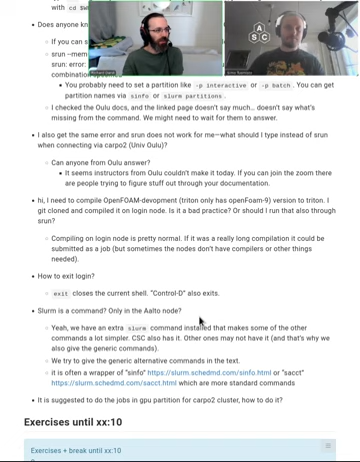 with cd $w
Does anyone kn
If you can s
srun --mem
srun: error:
combination
You probably need to set a partition like -p interactive or -p batch . You can get
partition names via sinfo or slurm partitions .
I checked the Oulu docs, and the linked page doesn't say much... doesn't say what's
missing from the command. We might need to wait for them to answer.
I also get the same error and srun does not work for me—what should I type instead of srun
when connecting via carpo2 (Univ Oulu)?
Can anyone from Oulu answer?
It seems instructors from Oulu couldn't make it today. If you can join the zoom there
are people trying to figure stuff out through your documentation.
hi, I need to compile OpenFOAM-devopment (triton only has openFoam-9) version to triton. I
git cloned and compiled it on login node. Is it a bad practice? Or should I run that also through
srun?
Compiling on login node is pretty normal. If it was a really long compilation it could be
submitted as a job (but sometimes the nodes don't have compilers or other things
needed).
How to exit login?
exit closes the current shell. "Control-D" also exits.
Slurm is a command? Only in the Aalto node?
Yeah, we have an extra slurm command installed that makes some of the other
commands a lot simpler. CSC also has it. Other ones may not have it (and that's why we
also give the generic commands).
We try to give the generic alternative commands in the text.
it is often a wrapper of "sinfo" https://slurm.schedmd.com/sinfo.html or "sacct"
https://slurm.schedmd.com/sacct.html which are more standard commands
It is suggested to do the jobs in gpu partition for carpo2 cluster, how to do it?
Exercises until xx:10
Exercises + break until xx:10
A
S
C